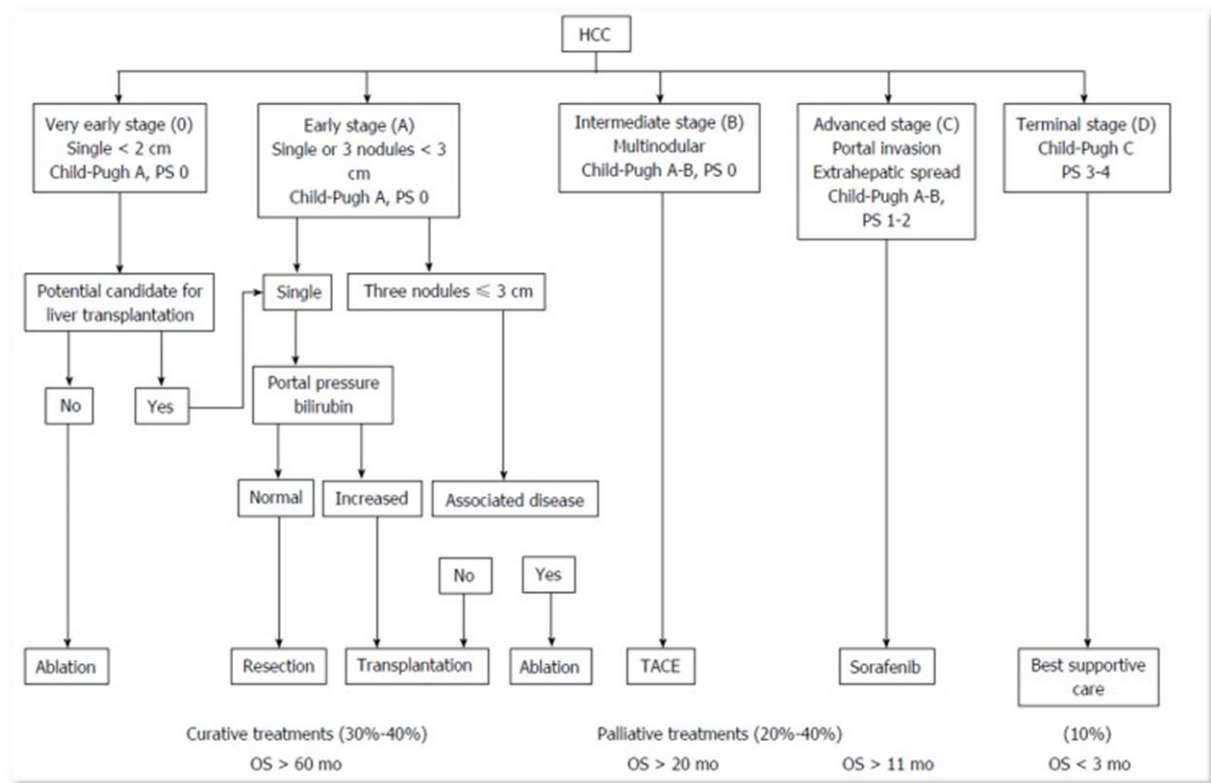 HCC
Very early stage (0)
Single < 2 cm
Child-Pugh A, PS 0
Early stage (A)
Single or 3 nodules < 3
cm
Child-Pugh A, PS 0
Intermediate stage (B)
Multinodular
Child-Pugh A-B, PS 0
Advanced stage (C)
Portal invasion
Extrahepatic spread
Child-Pugh A-B,
PS 1-2
Terminal stage (D)
Child-Pugh C
PS 3-4
Potential candidate for
liver transplantation
Single
Three nodules ⩽ 3 cm
No
Yes
Portal pressure
bilirubin
Normal
Increased
Associated disease
No
Yes
Ablation
Resection
Transplantation
Ablation
TACE
Sorafenib
Best supportive
care
Curative treatments (30%-40%)
Palliative treatments (20%-40%)
(10%)
OS > 60 mo
OS > 20 mo
OS > 11 mo
OS < 3 mo